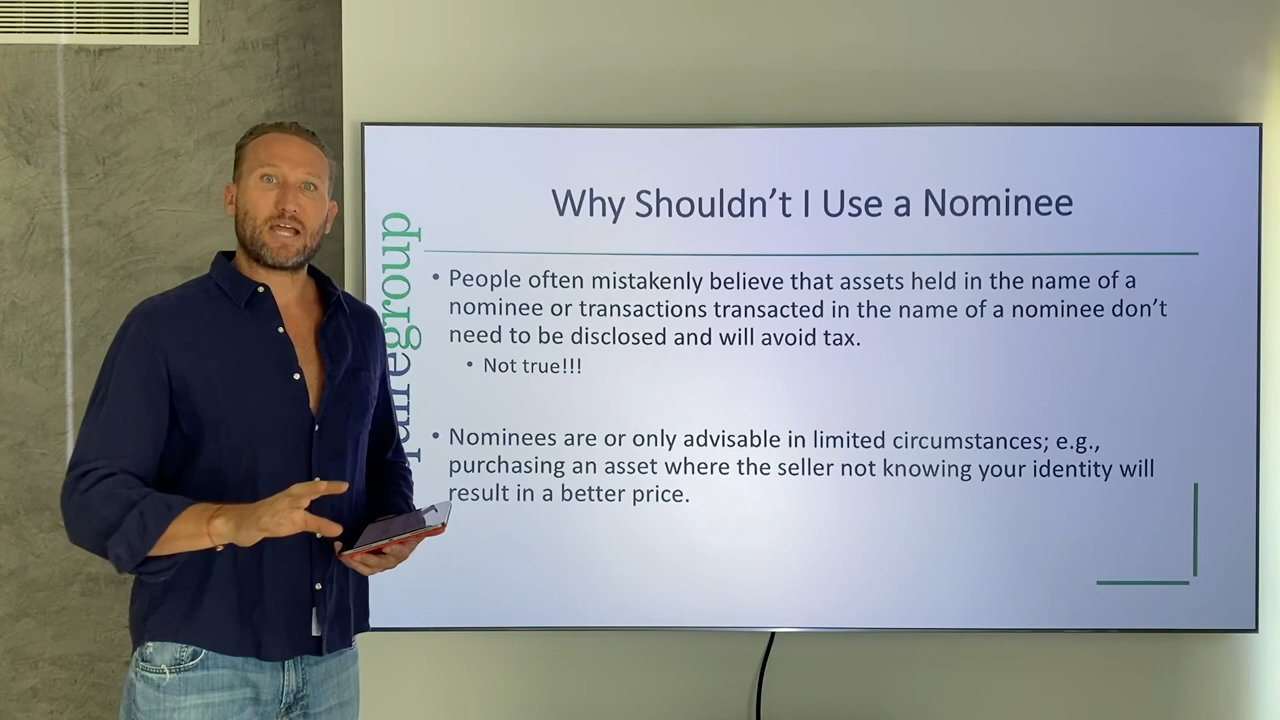 Why Shouldn't I Use a Nominee
group
• People often mistakenly believe that assets held in the name of a
nominee or transactions transacted in the name of a nominee don't
need to be disclosed and will avoid tax.
• Not true!!!
• Nominees are or only advisable in limited circumstances; e.g.,
purchasing an asset where the seller not knowing your identity will
result in a better price.